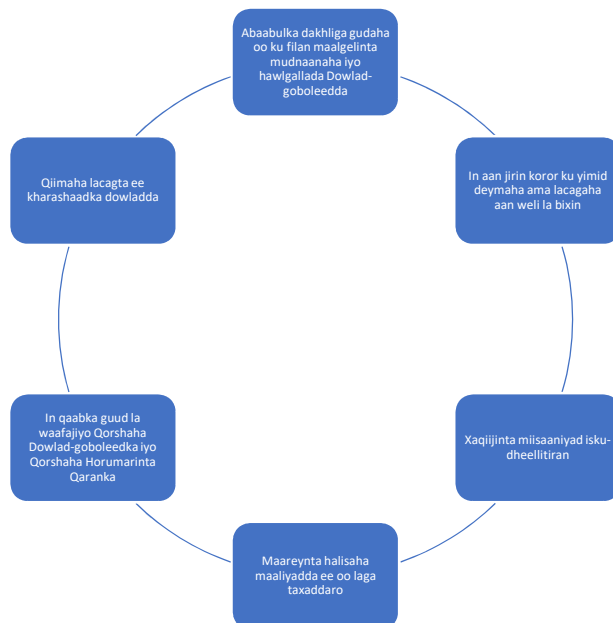 Abaabulka dakhliga gudaha
oo ku filan maalgelinta
mudnaanaha iyo
hawlgallada Dowlad-
goboleedda
In aan jirin koror ku yimid
deymaha ama lacagaha
aan weli la bixin
Xaqiijinta miisaaniyad isku-
dheellitiran
Maareynta halisaha
maaliyadda ee oo laga
taxaddaro
In qaabka guud la
waafajiyo Qorshaha
Dowlad-goboleedka iyo
Qorshaha Horumarinta
Qaranka
Qiimaha lacagta ee
kharashaadka dowladda